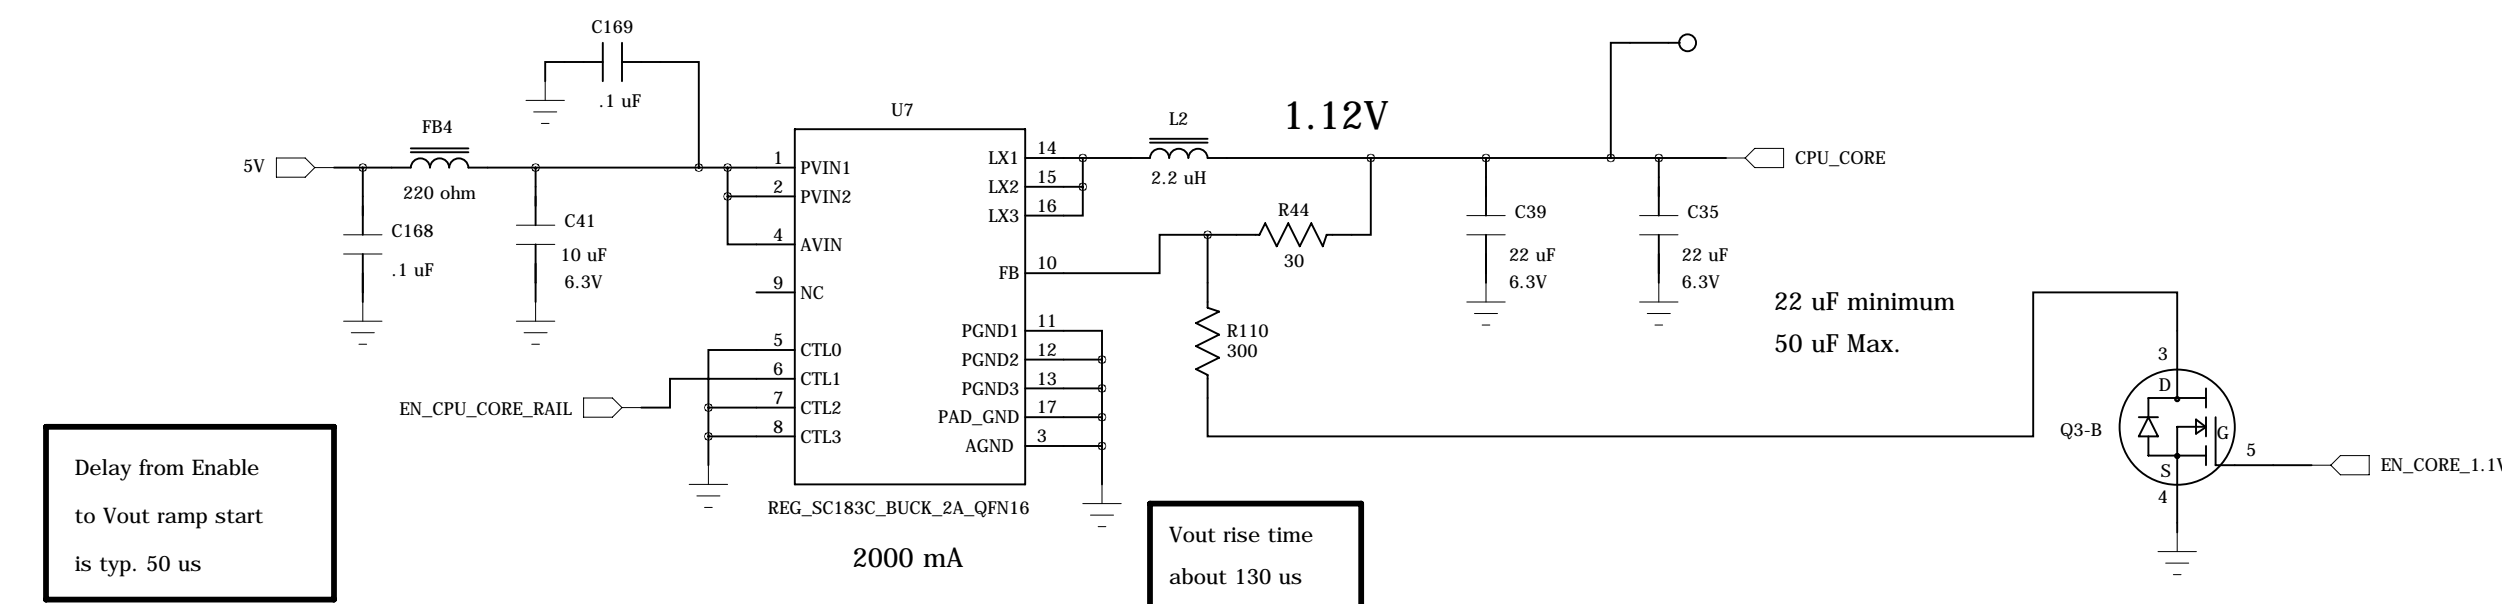 C169
.1 uF
FB4
5V
220 ohm
C168
.1 uF
C41
10 uF
6.3V
U7
1 PVIN1
2 PVIN2
4 AVIN
9 NC
5 CTL0
6 CTL1
7 CTL2
8 CTL3
LX1 14
LX2 15
LX3 16
FB 10
PGND1 11
PGND2 12
PGND3 13
PAD_GND 17
AGND 3
EN_CPU_CORE_RAIL
REG_SC183C_BUCK_2A_QFN16
2000 mA
L2
2.2 uH
1.12V
R44
30
R110
300
C39
22 uF
6.3V
C35
22 uF
6.3V
CPU_CORE
22 uF minimum
50 uF Max.
3
D
Q3-B
G
S
4
5
EN_CORE_1.1V
Delay from Enable
to Vout ramp start
is typ. 50 us
Vout rise time
about 130 us